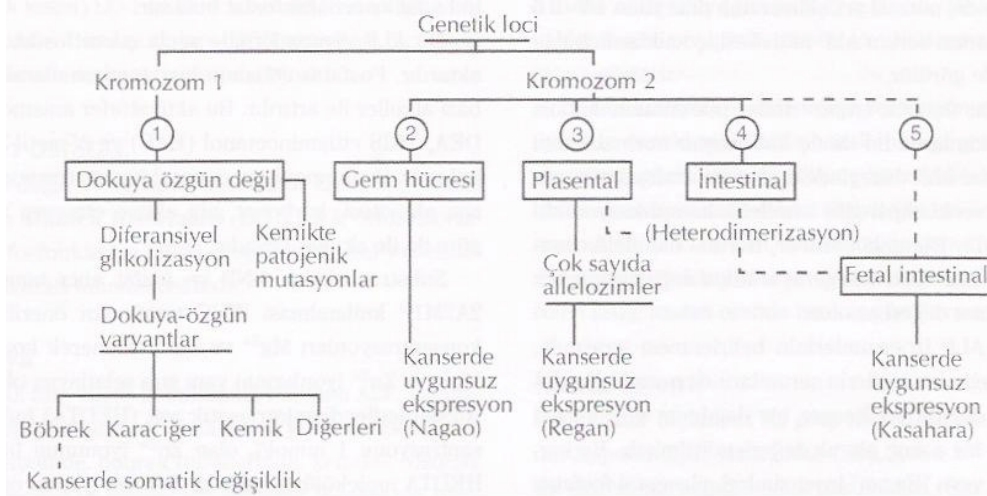 Genetik loci
Kromozom 1
Kromozom 2
1
2
3
4
5
Dokuya özgün değil
Germ hücresi
Plasental
İntestinal
Diferansiyel
glikolizasyon
Kemikte
patojenik
mutasyonlar
(Heterodimerizasyon)
Çok sayıda
allelozimler
Fetal intestinal
Dokuya-özgün
varyantlar
Kanserde
uygunsuz
ekspresyon
(Nagao)
Kanserde
uygunsuz
ekspresyon
(Regan)
Kanserde
uygunsuz
ekspresyon
(Kasahara)
Böbrek
Karaciğer
Kemik
Diğerleri
Kanserde somatik değişiklik